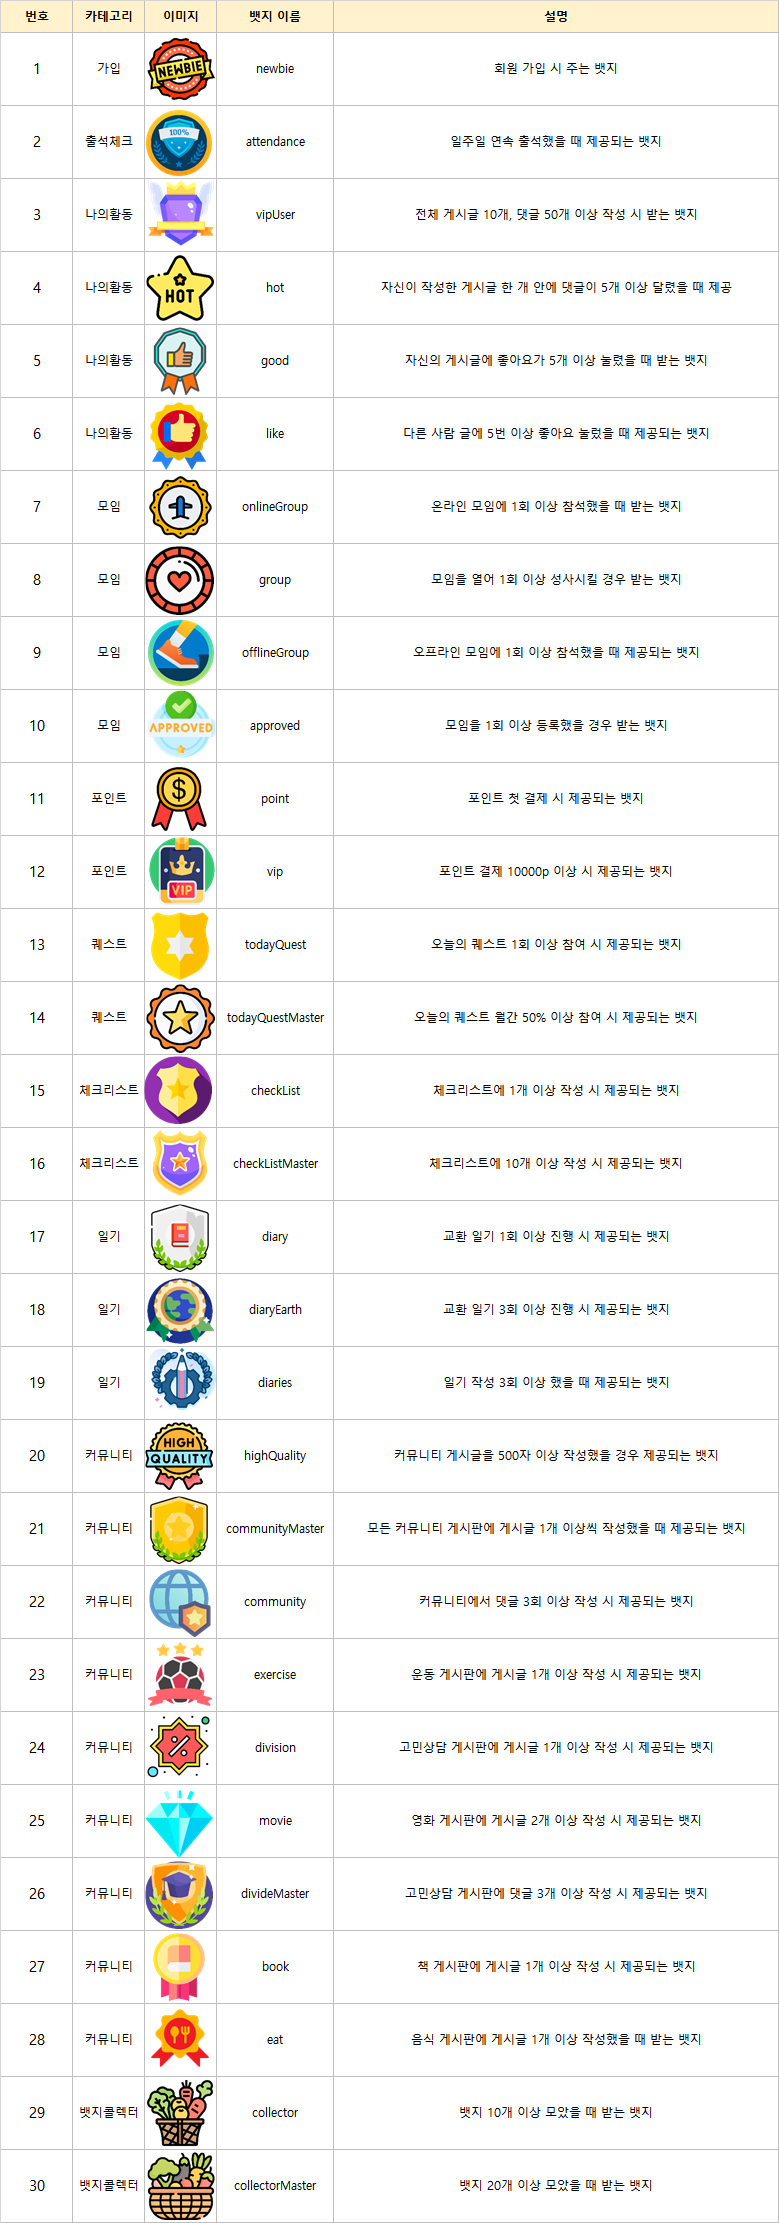 번호 카테고리 이미지 뱃지 이름 설명
1 가입 NEWBIE newbie 회원 가입 시 주는 뱃지
2 출석체크 100% attendance 일주일 연속 출석했을 때 제공되는 뱃지
3 나의활동 vipUser 전체 게시글 10개, 댓글 50개 이상 작성 시 받는 뱃지
4 나의활동 HOT hot 자신이 작성한 게시글 한 개 안에 댓글이 5개 이상 달렸을 때 제공
5 나의활동 good 자신의 게시글에 좋아요가 5개 이상 눌렸을 때 받는 뱃지
6 나의활동 like 다른 사람 글에 5번 이상 좋아요 눌렀을 때 제공되는 뱃지
7 모임 onlineGroup 온라인 모임에 1회 이상 참석했을 때 받는 뱃지
8 모임 group 모임을 열어 1회 이상 성사시킬 경우 받는 뱃지
9 모임 offlineGroup 오프라인 모임에 1회 이상 참석했을 때 제공되는 뱃지
10 모임 APPROVED approved 모임을 1회 이상 등록했을 경우 받는 뱃지
11 포인트 $ point 포인트 첫 결제 시 제공되는 뱃지
12 포인트 VIP vip 포인트 결제 10000p 이상 시 제공되는 뱃지
13 퀘스트 todayQuest 오늘의 퀘스트 1회 이상 참여 시 제공되는 뱃지
14 퀘스트 todayQuestMaster 오늘의 퀘스트 월간 50% 이상 참여 시 제공되는 뱃지
15 체크리스트 checkList 체크리스트에 1개 이상 작성 시 제공되는 뱃지
16 체크리스트 checkListMaster 체크리스트에 10개 이상 작성 시 제공되는 뱃지
17 일기 diary 교환 일기 1회 이상 진행 시 제공되는 뱃지
18 일기 diaryEarth 교환 일기 3회 이상 진행 시 제공되는 뱃지
19 일기 diaries 일기 작성 3회 이상 했을 때 제공되는 뱃지
20 커뮤니티 HIGH QUALITY highQuality 커뮤니티 게시글을 500자 이상 작성했을 경우 제공되는 뱃지
21 커뮤니티 communityMaster 모든 커뮤니티 게시판에 게시글 1개 이상씩 작성했을 때 제공되는 뱃지
22 커뮤니티 community 커뮤니티에서 댓글 3회 이상 작성 시 제공되는 뱃지
23 커뮤니티 exercise 운동 게시판에 게시글 1개 이상 작성 시 제공되는 뱃지
24 커뮤니티 % division 고민상담 게시판에 게시글 1개 이상 작성 시 제공되는 뱃지
25 커뮤니티 movie 영화 게시판에 게시글 2개 이상 작성 시 제공되는 뱃지
26 커뮤니티 divideMaster 고민상담 게시판에 댓글 3개 이상 작성 시 제공되는 뱃지
27 커뮤니티 book 책 게시판에 게시글 1개 이상 작성 시 제공되는 뱃지
28 커뮤니티 eat 음식 게시판에 게시글 1개 이상 작성했을 때 받는 뱃지
29 뱃지콜렉터 collector 뱃지 10개 이상 모았을 때 받는 뱃지
30 뱃지콜렉터 collectorMaster 뱃지 20개 이상 모았을 때 받는 뱃지